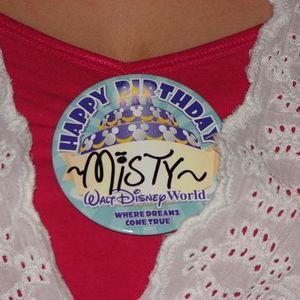 HAPPY BIRTHDAY
~MiSTY~
WALT DISNEY World
WHERE DREAMS
COME TRUE